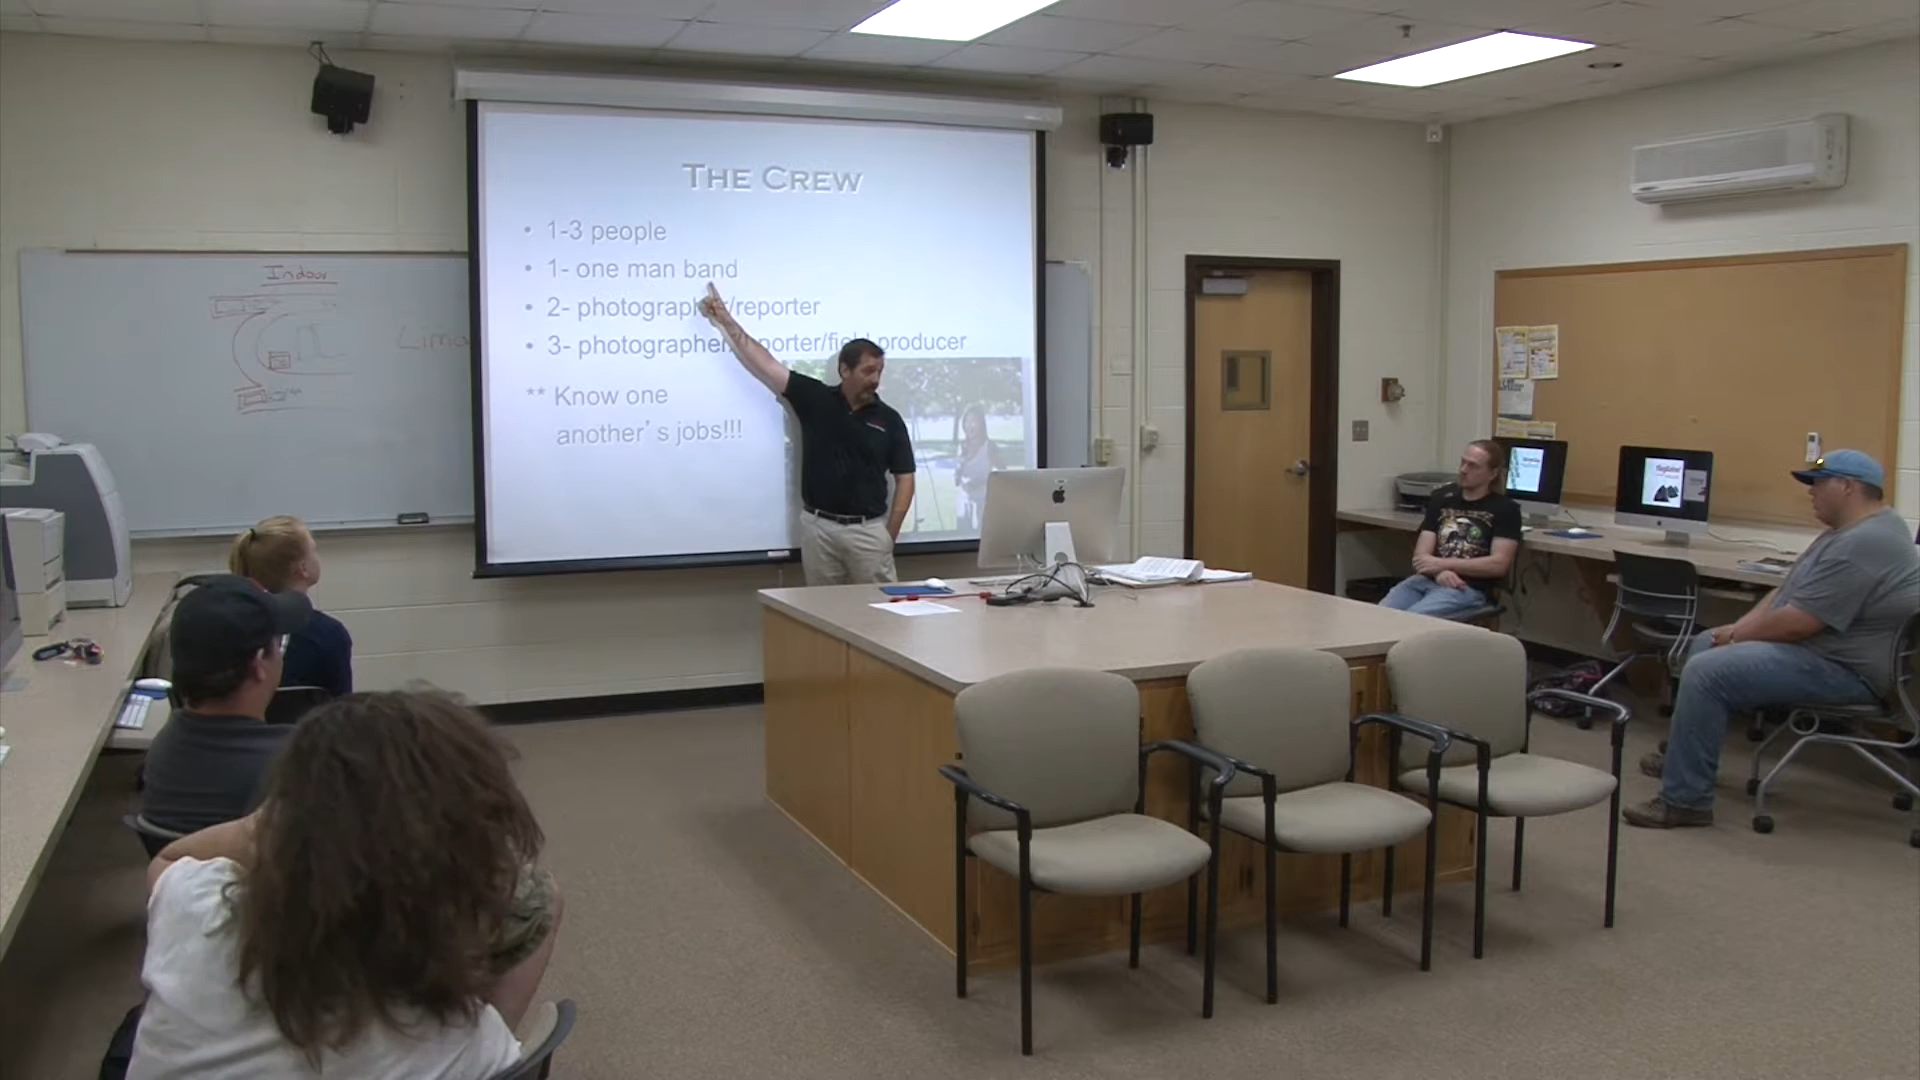 The Crew
• 1-3 people
• 1- one man band
• 2- photographer/reporter
• 3- photographer/reporter/field producer
** Know one
another's jobs!!!
Indoor